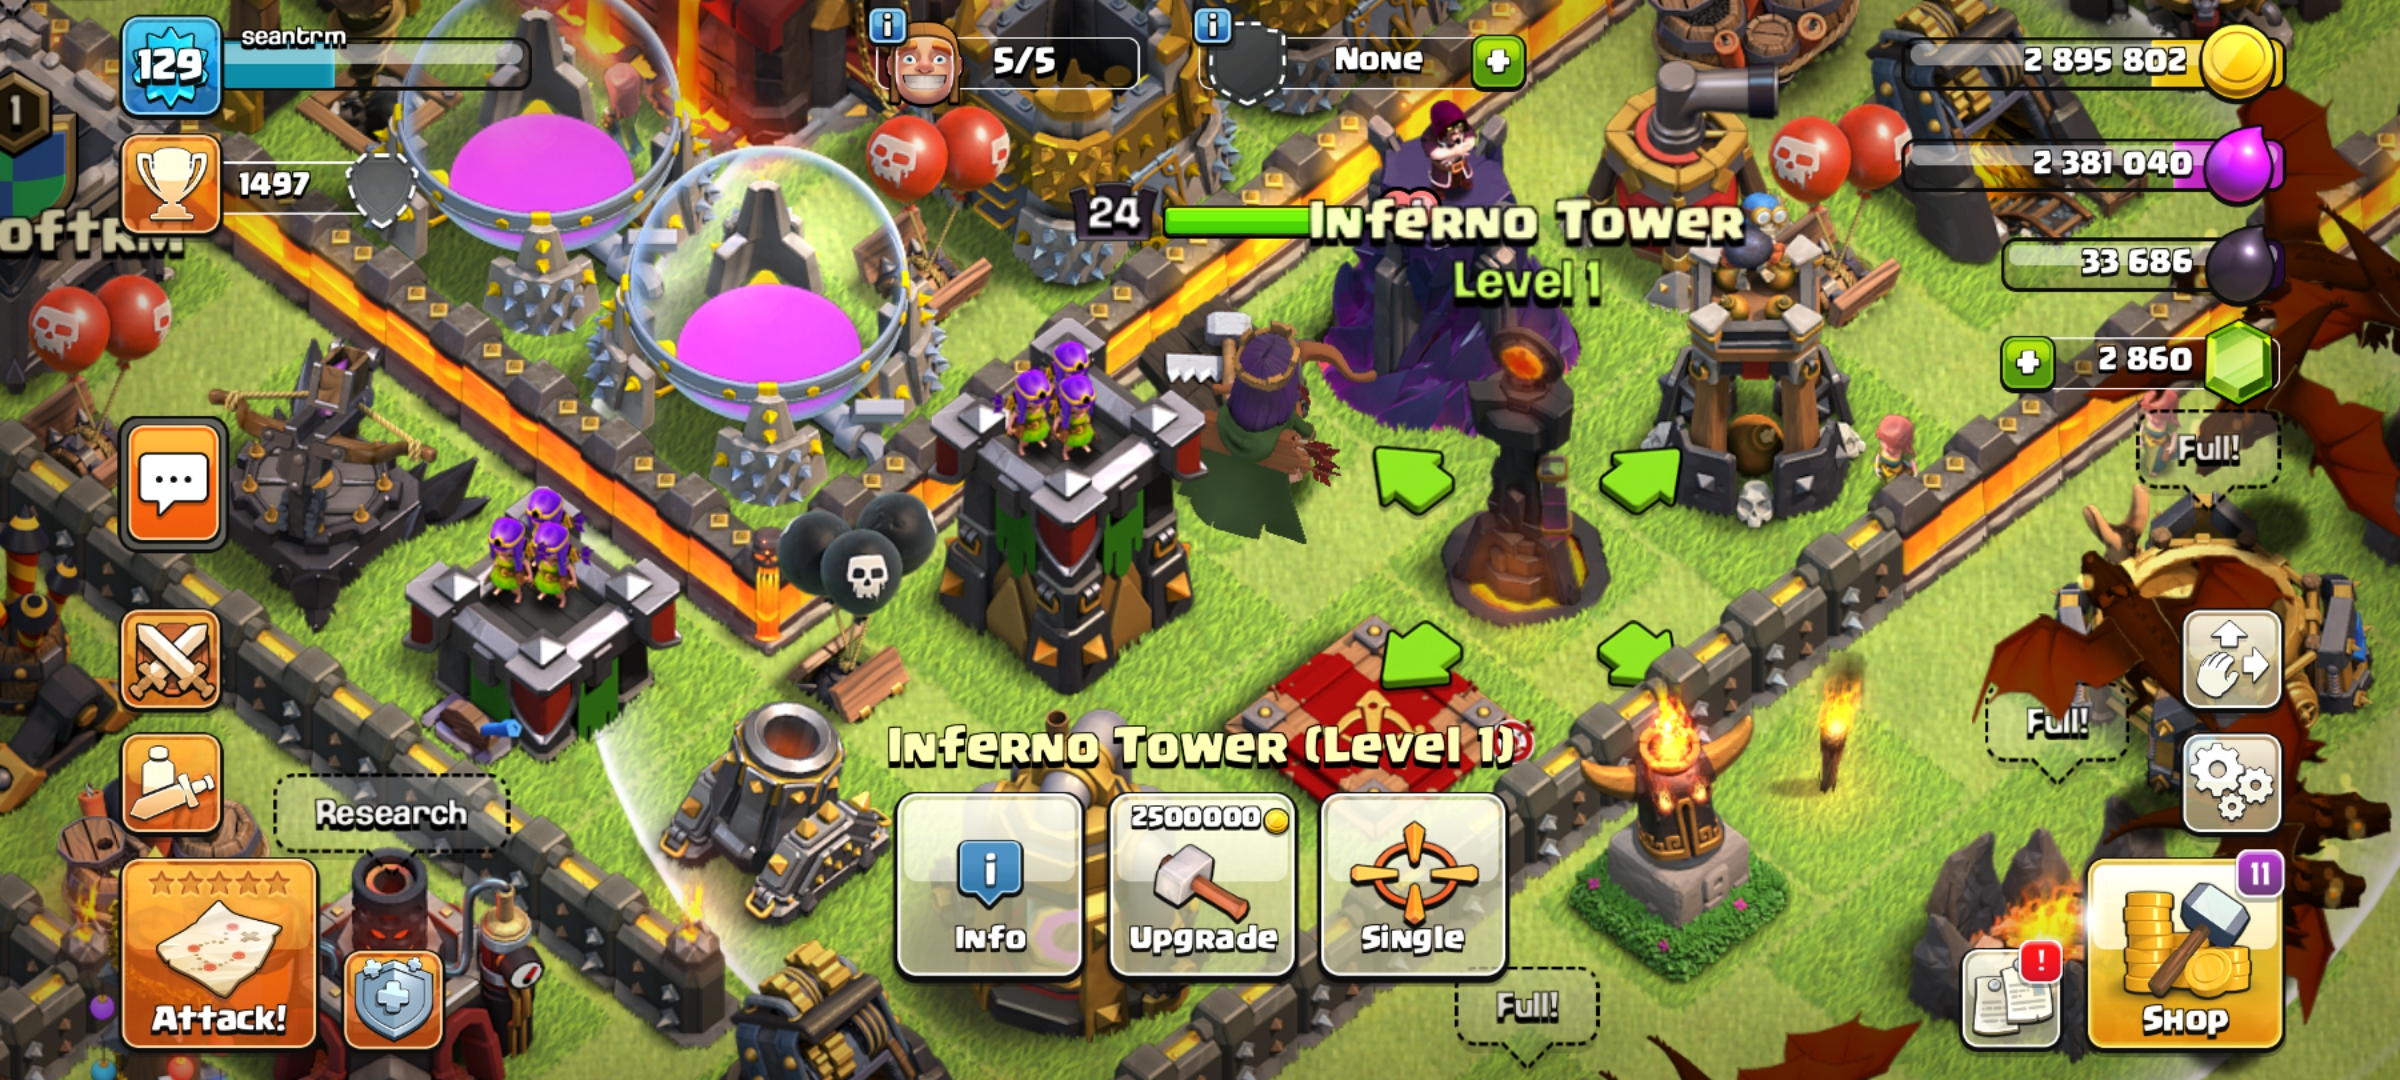 129
seantrm
5/5
None
2 895 802
1497
2 381 040
33 686
2 860
1
24
Inferno Tower
Level 1
Full!
Full!
Research
Inferno Tower (Level 1)
Info
2500000
Upgrade
Single
Full!
Attack!
11
!
Shop